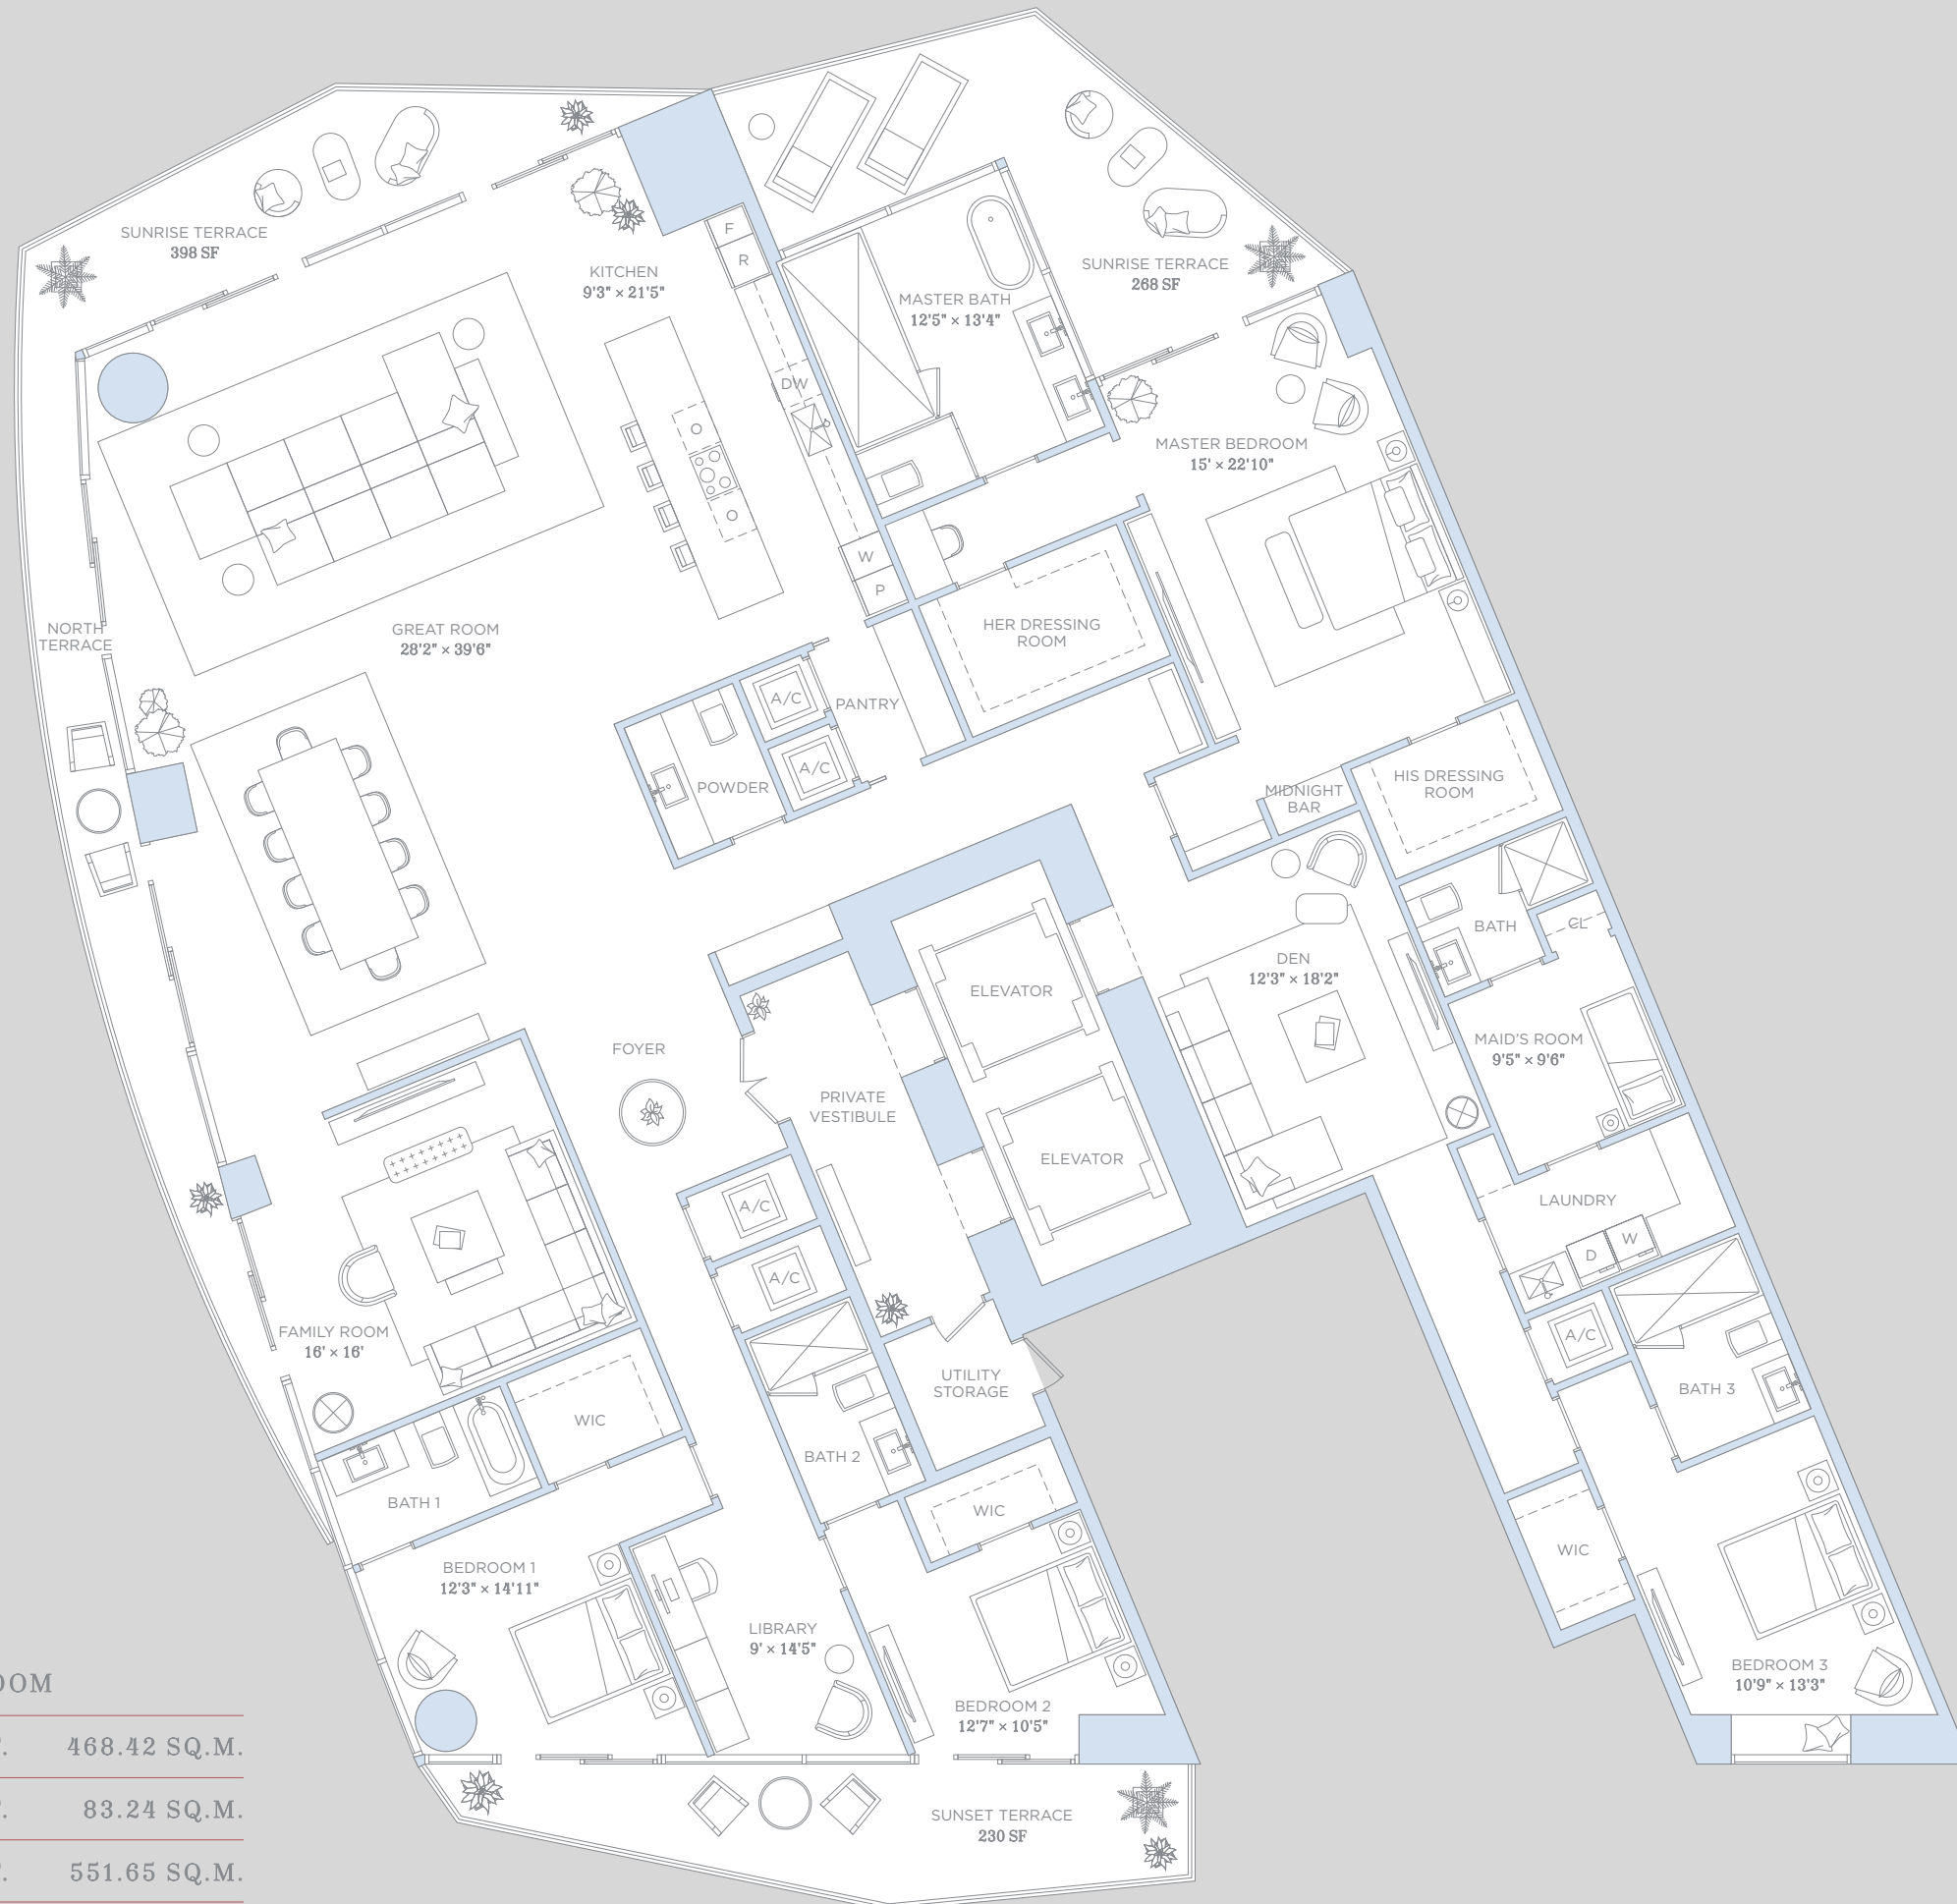 SUNRISE TERRACE
398 SF
KITCHEN
9'3" × 21'5"
F
R
MASTER BATH
12'5" × 13'4"
SUNRISE TERRACE
268 SF
DW
MASTER BEDROOM
15' × 22'10"
W
P
NORTH
TERRACE
GREAT ROOM
28'2" × 39'6"
HER DRESSING
ROOM
A/C
PANTRY
A/C
POWDER
MIDNIGHT
BAR
HIS DRESSING
ROOM
BATH
CL
DEN
12'3" × 18'2"
ELEVATOR
MAID'S ROOM
9'5" × 9'6"
FOYER
PRIVATE
VESTIBULE
ELEVATOR
A/C
LAUNDRY
D
W
A/C
FAMILY ROOM
16' × 16'
A/C
UTILITY
STORAGE
BATH 3
WIC
BATH 2
BATH 1
WIC
WIC
BEDROOM 1
12'3" × 14'11"
LIBRARY
9' × 14'5"
BEDROOM 2
12'7" × 10'5"
BEDROOM 3
10'9" × 13'3"
SUNSET TERRACE
230 SF
468.42 SQ.M.
83.24 SQ.M.
551.65 SQ.M.